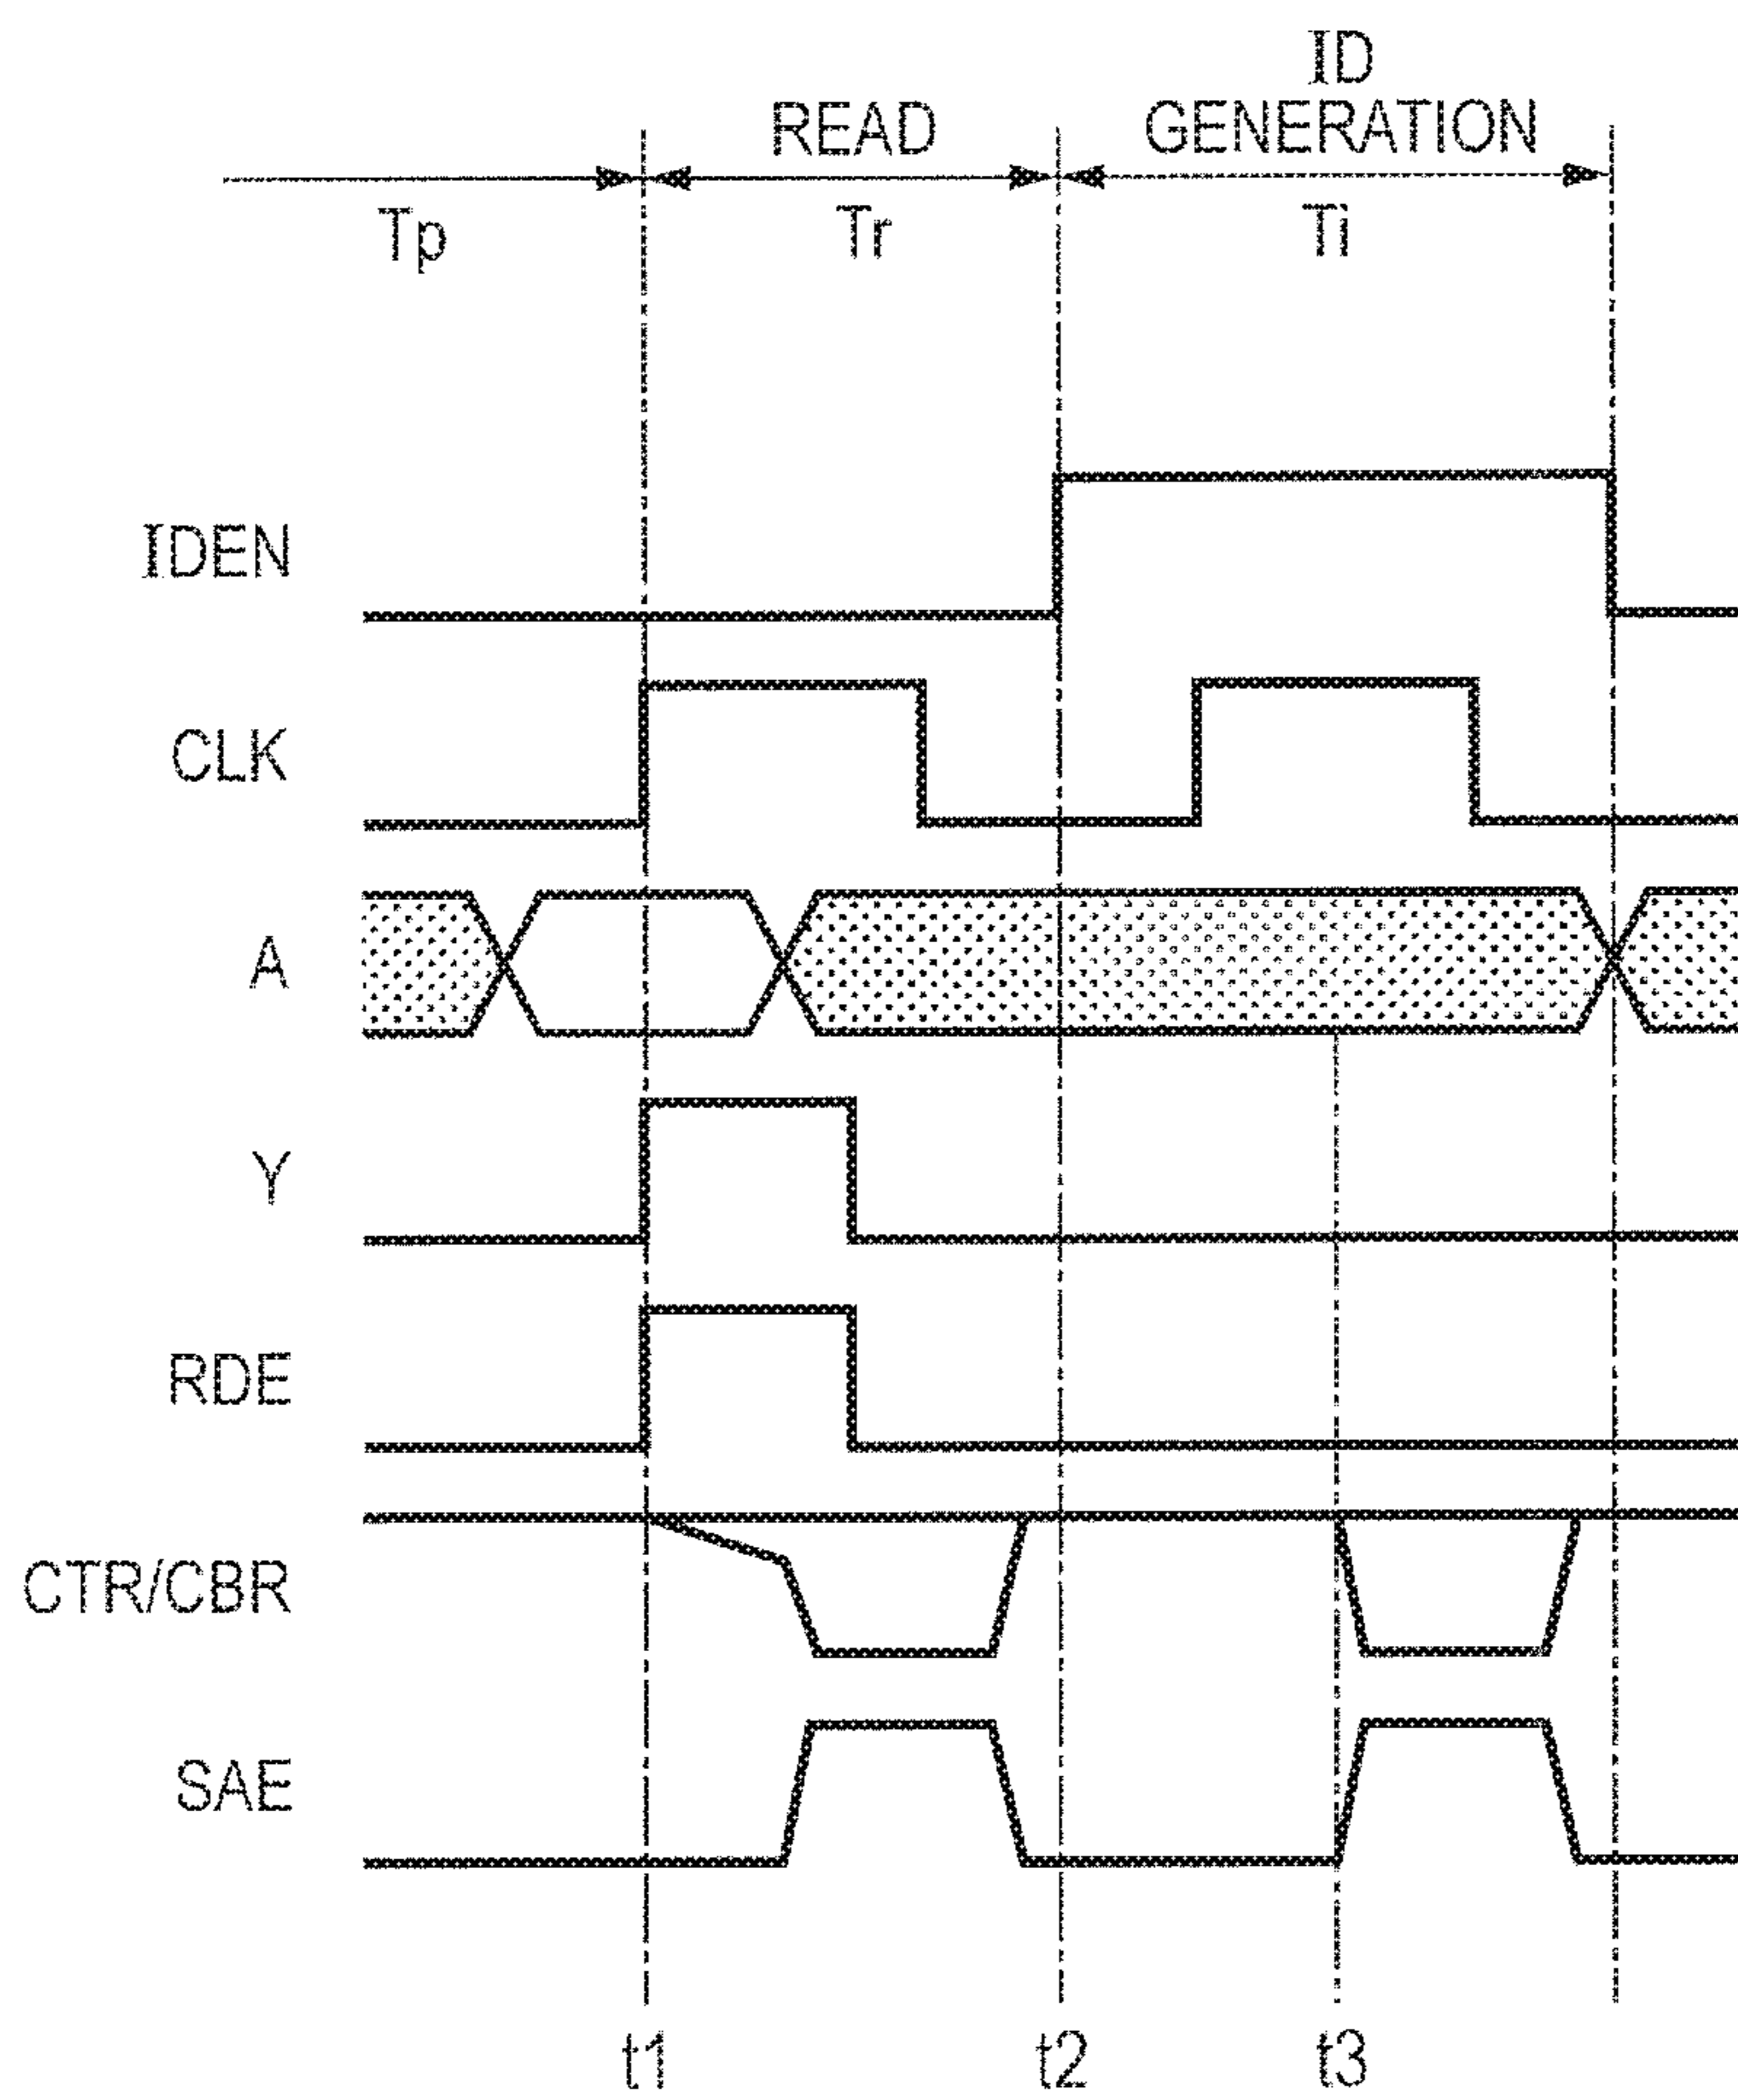 ID
READ GENERATION
Tp Tr Ti
IDEN
CLK
A
Y
RDE
CTR/CBR
SAE
t1 t2 t3